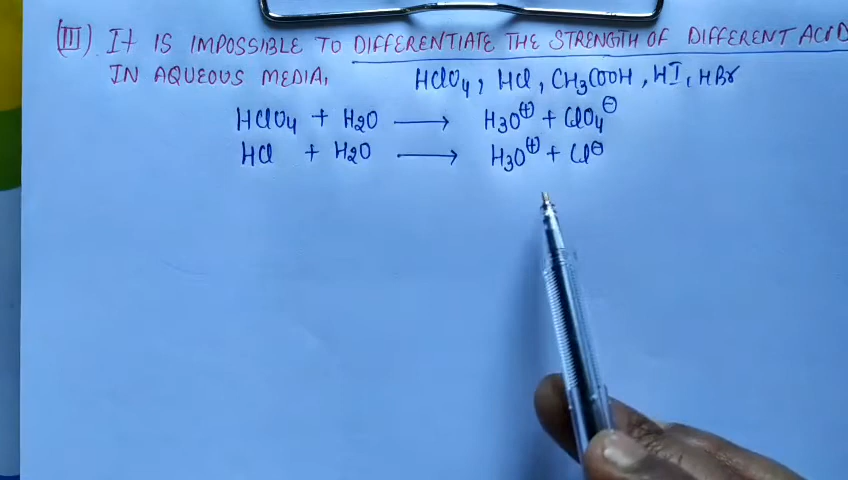 (III). It IS IMPOSSIBLE TO DIFFERENTIATE THE STRENGTH OF DIFFERENT ACID
IN AQUEOUS MEDIA, HClO4, HCl, CH3COOH, HI, HBr
HClO4 + H2O ⟶ H3O⊕ + ClO4⊖
HCl + H2O ⟶ H3O⊕ + Cl⊖